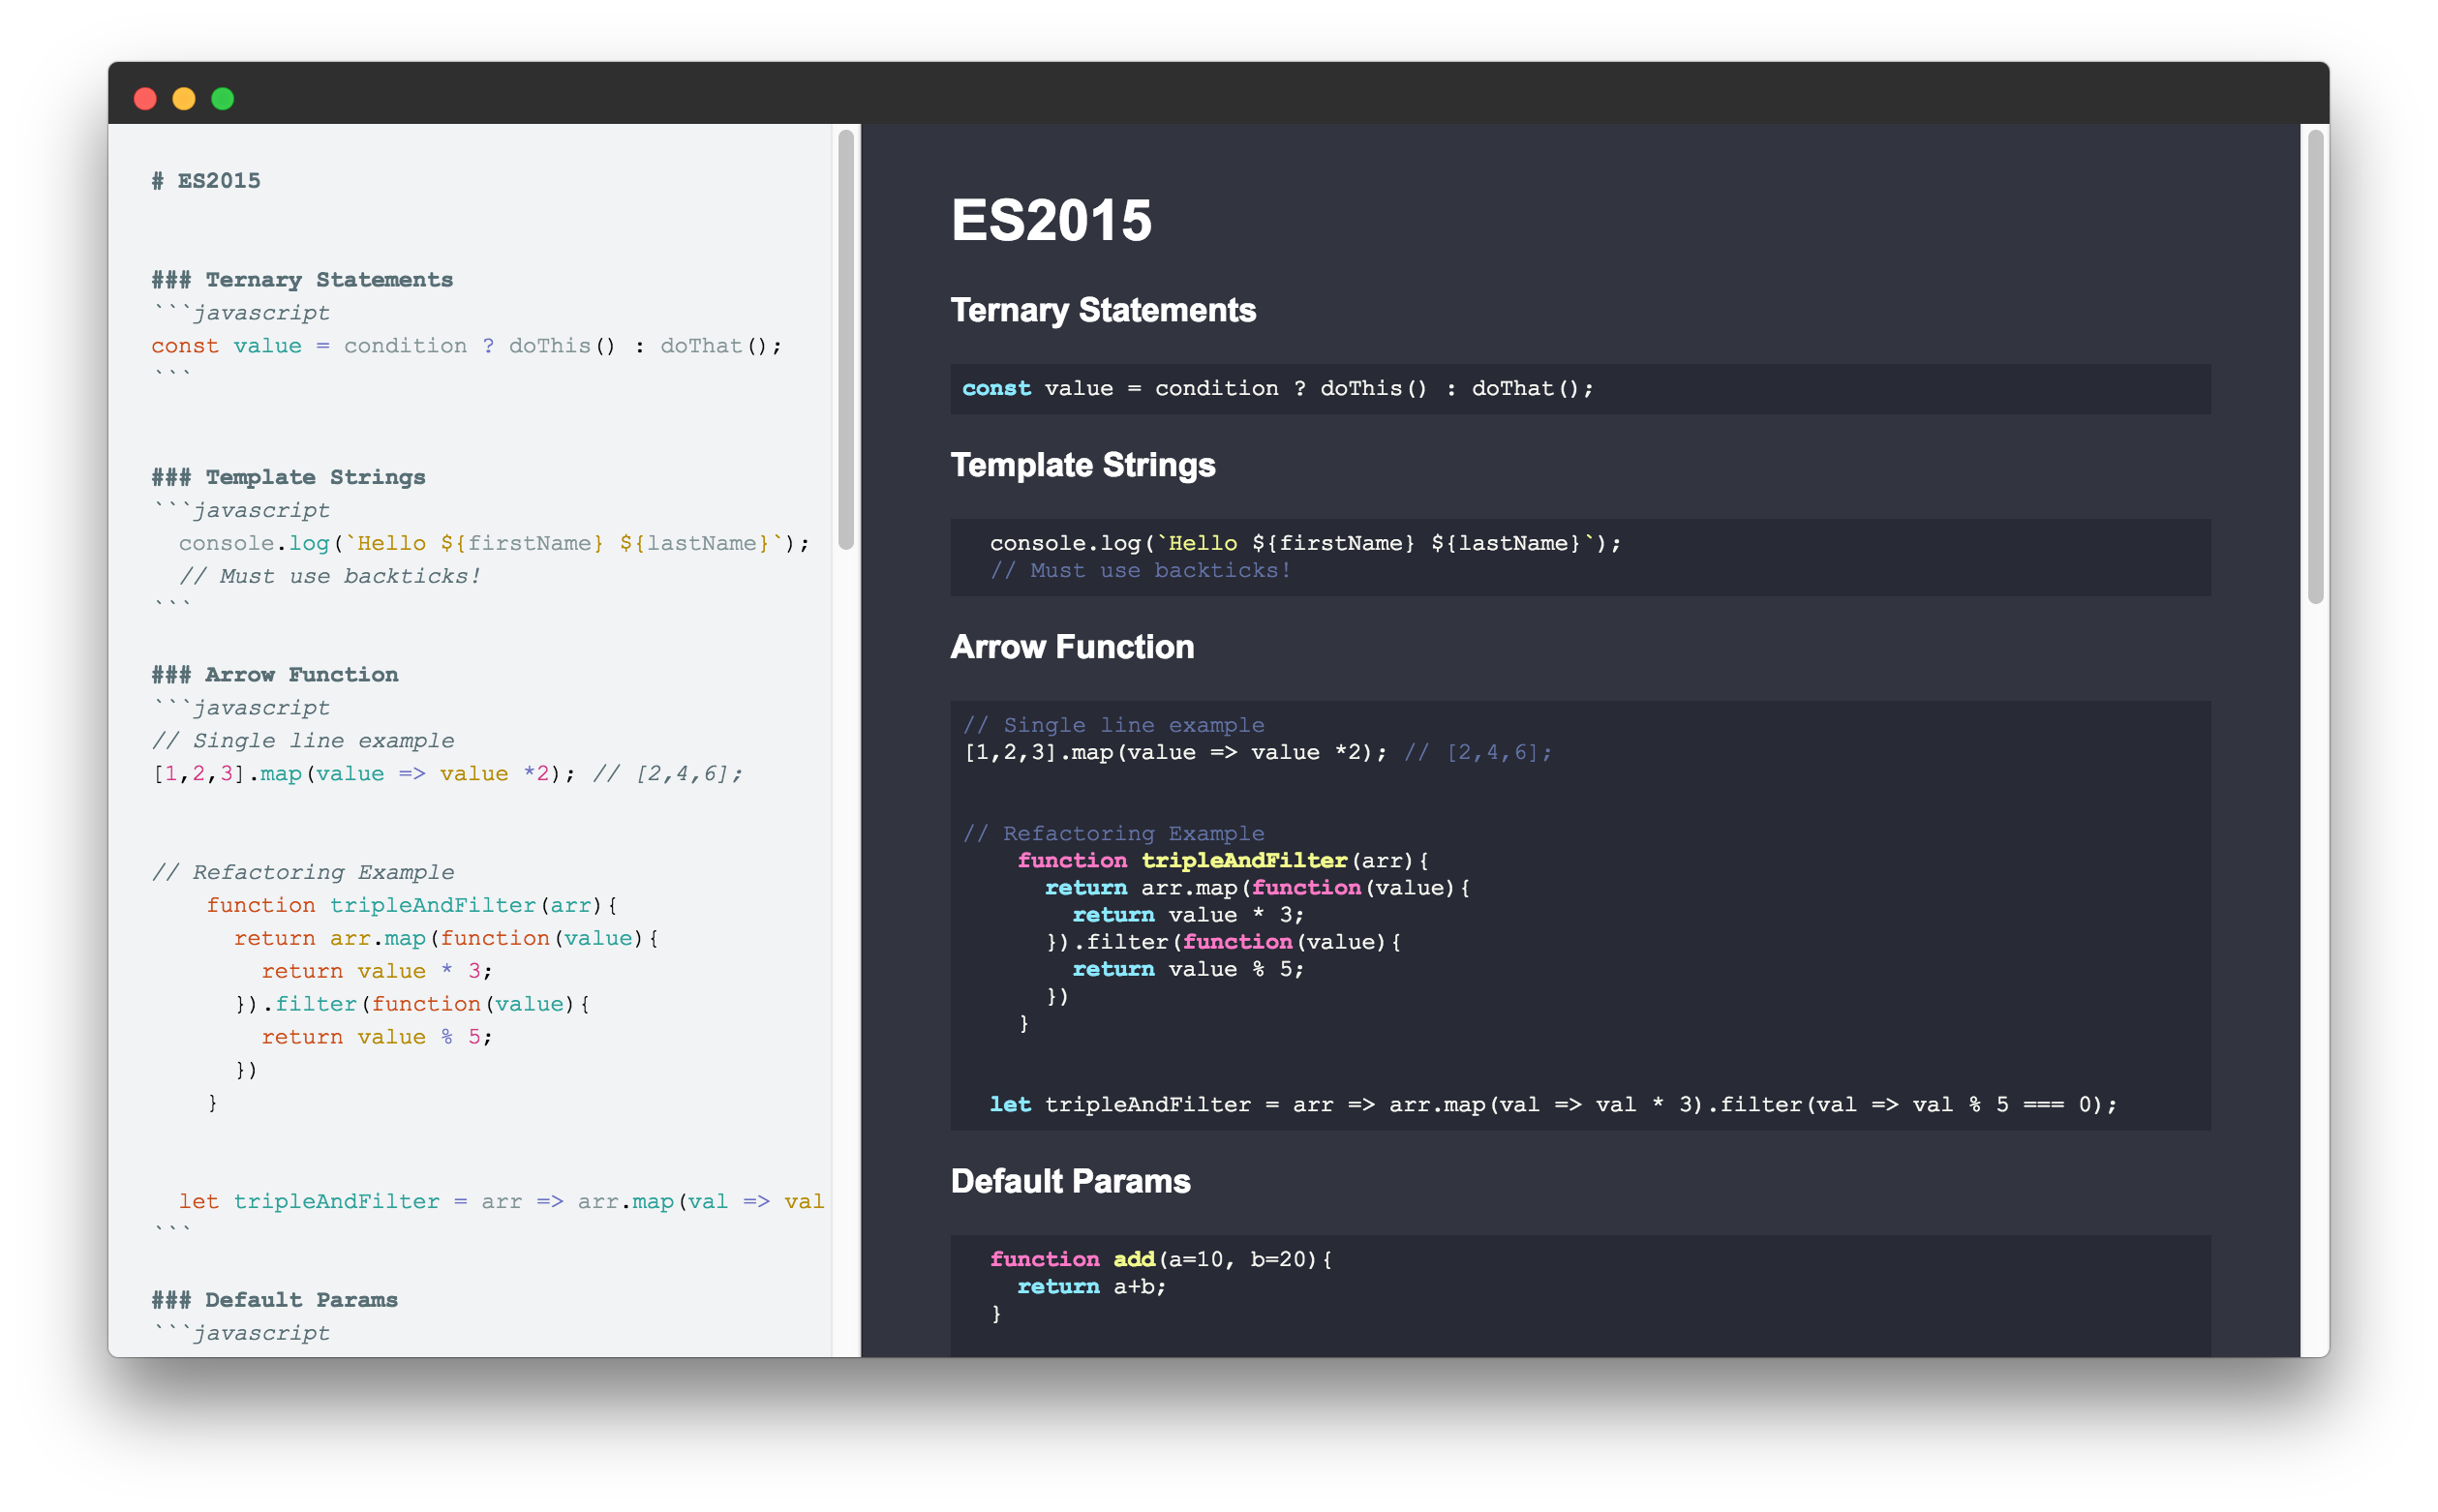 # ES2015
### Ternary Statements
```javascript
const value = condition ? doThis() : doThat();
```
### Template Strings
```javascript
  console.log(`Hello ${firstName} ${lastName}`);
  // Must use backticks!
```
### Arrow Function
```javascript
// Single line example
[1,2,3].map(value => value *2); // [2,4,6];
// Refactoring Example
    function tripleAndFilter(arr){
      return arr.map(function(value){
        return value * 3;
      }).filter(function(value){
        return value % 5;
      })
    }
  let tripleAndFilter = arr => arr.map(val => val
```
### Default Params
```javascript
ES2015
Ternary Statements
const value = condition ? doThis() : doThat();
Template Strings
  console.log(`Hello ${firstName} ${lastName}`);
  // Must use backticks!
Arrow Function
// Single line example
[1,2,3].map(value => value *2); // [2,4,6];
// Refactoring Example
    function tripleAndFilter(arr){
      return arr.map(function(value){
        return value * 3;
      }).filter(function(value){
        return value % 5;
      })
    }
  let tripleAndFilter = arr => arr.map(val => val * 3).filter(val => val % 5 === 0);
Default Params
  function add(a=10, b=20){
    return a+b;
  }